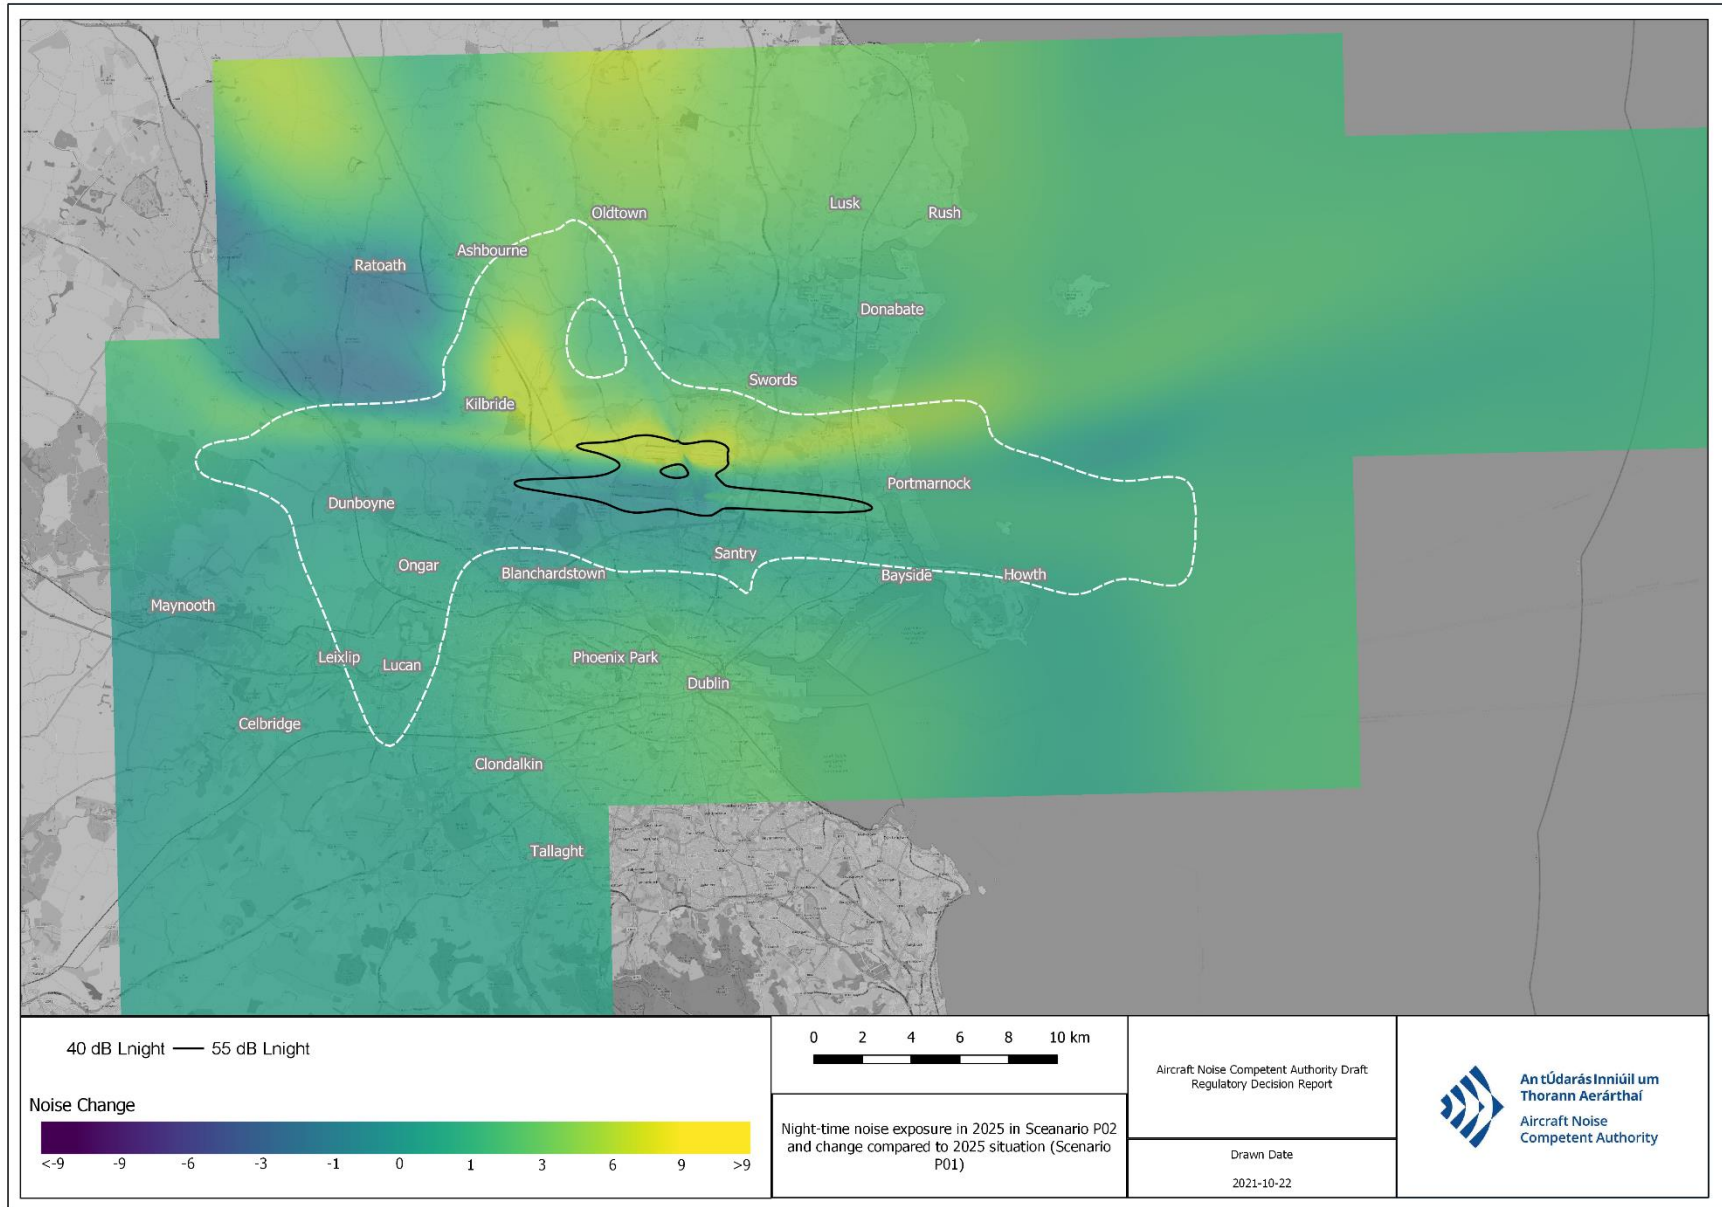 Oldtown
Lusk
Rush
Ashbourne
Ratoath
Donabate
Swords
Kilbride
Portmarnock
Dunboyne
Santry
Ongar
Blanchardstown
Bayside
Howth
Maynooth
Leixlip
Lucan
Phoenix Park
Dublin
Celbridge
Clondalkin
Tallaght
40 dB Lnight
55 dB Lnight
Noise Change
<-9 -9 -6 -3 -1 0 1 3 6 9 >9
0 2 4 6 8 10 km
Night-time noise exposure in 2025 in Sceanario P02
and change compared to 2025 situation (Scenario
P01)
Aircraft Noise Competent Authority Draft
Regulatory Decision Report
Drawn Date
2021-10-22
An tÚdarás Inniúil um
Thorann Aerárthaí
Aircraft Noise
Competent Authority